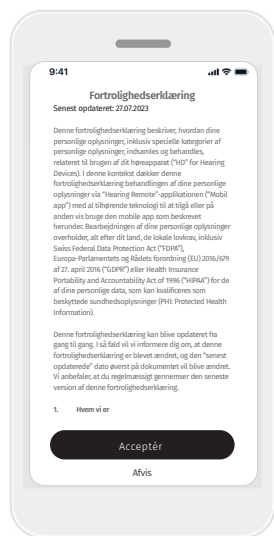 9:41
Fortrolighedserklæring
Senest opdateret: 27.07.2023
Denne fortrolighedserklæring beskriver, hvordan dine
personlige oplysninger, inklusiv specielle kategorier af
personlige oplysninger, indsamles og behandles,
relateret til brugen af dit høreapparat ("HD" for Hearing
Devices). I denne kontekst dækker denne
fortrolighedserklæring behandlingen af dine personlige
oplysninger via "Hearing Remote"-applikationen ("Mobil
app") med al tilhørende teknologi til at tilgå eller på
anden vis bruge den mobile app som beskrevet
herunder. Bearbejdningen af dine personlige oplysninger
overholder, alt efter dit land, de lokale lovkrav, inklusiv
Swiss Federal Data Protection Act ("FDPA"),
Europa-Parlamentets og Rådets forordning (EU) 2016/679
af 27. april 2016 ("GDPR") eller Health Insurance
Portability and Accountability Act of 1996 ("HIPAA") for de
af dine personlige data, som kan kvalificeres som
beskyttede sundhedsoplysninger (PHI: Protected Health
Information).
Denne fortrolighedserklæring kan blive opdateret fra
gang til gang. I så fald vil vi informere dig om, at denne
fortrolighedserklæring er blevet ændret, og den "senest
opdaterede" dato øverst på dokumentet vil blive ændret.
Vi anbefaler, at du regelmæssigt gennemser den seneste
version af denne fortrolighedserklæring.
1. Hvem vi er
Acceptér
Afvis